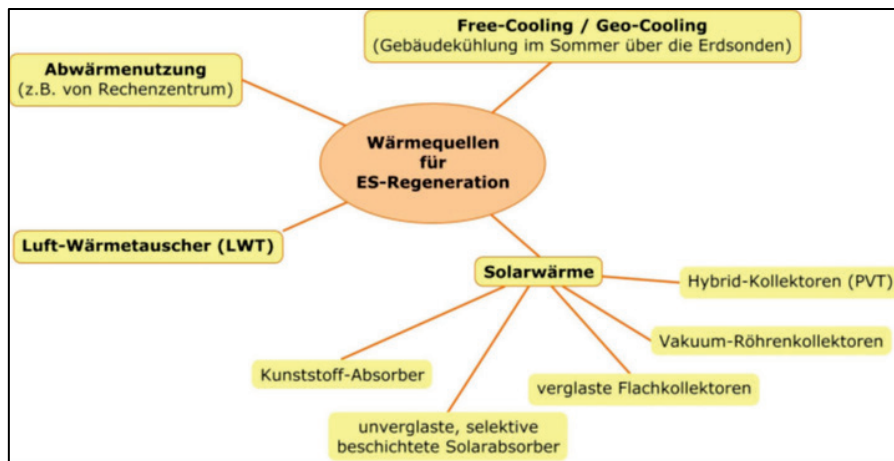 Free-Cooling / Geo-Cooling
(Gebäudekühlung im Sommer über die Erdsonden)
Abwärmenutzung
(z.B. von Rechenzentrum)
Wärmequellen
für
ES-Regeneration
Luft-Wärmetauscher (LWT)
Solarwärme
Hybrid-Kollektoren (PVT)
Vakuum-Röhrenkollektoren
verglaste Flachkollektoren
Kunststoff-Absorber
unverglaste, selektive
beschichtete Solarabsorber